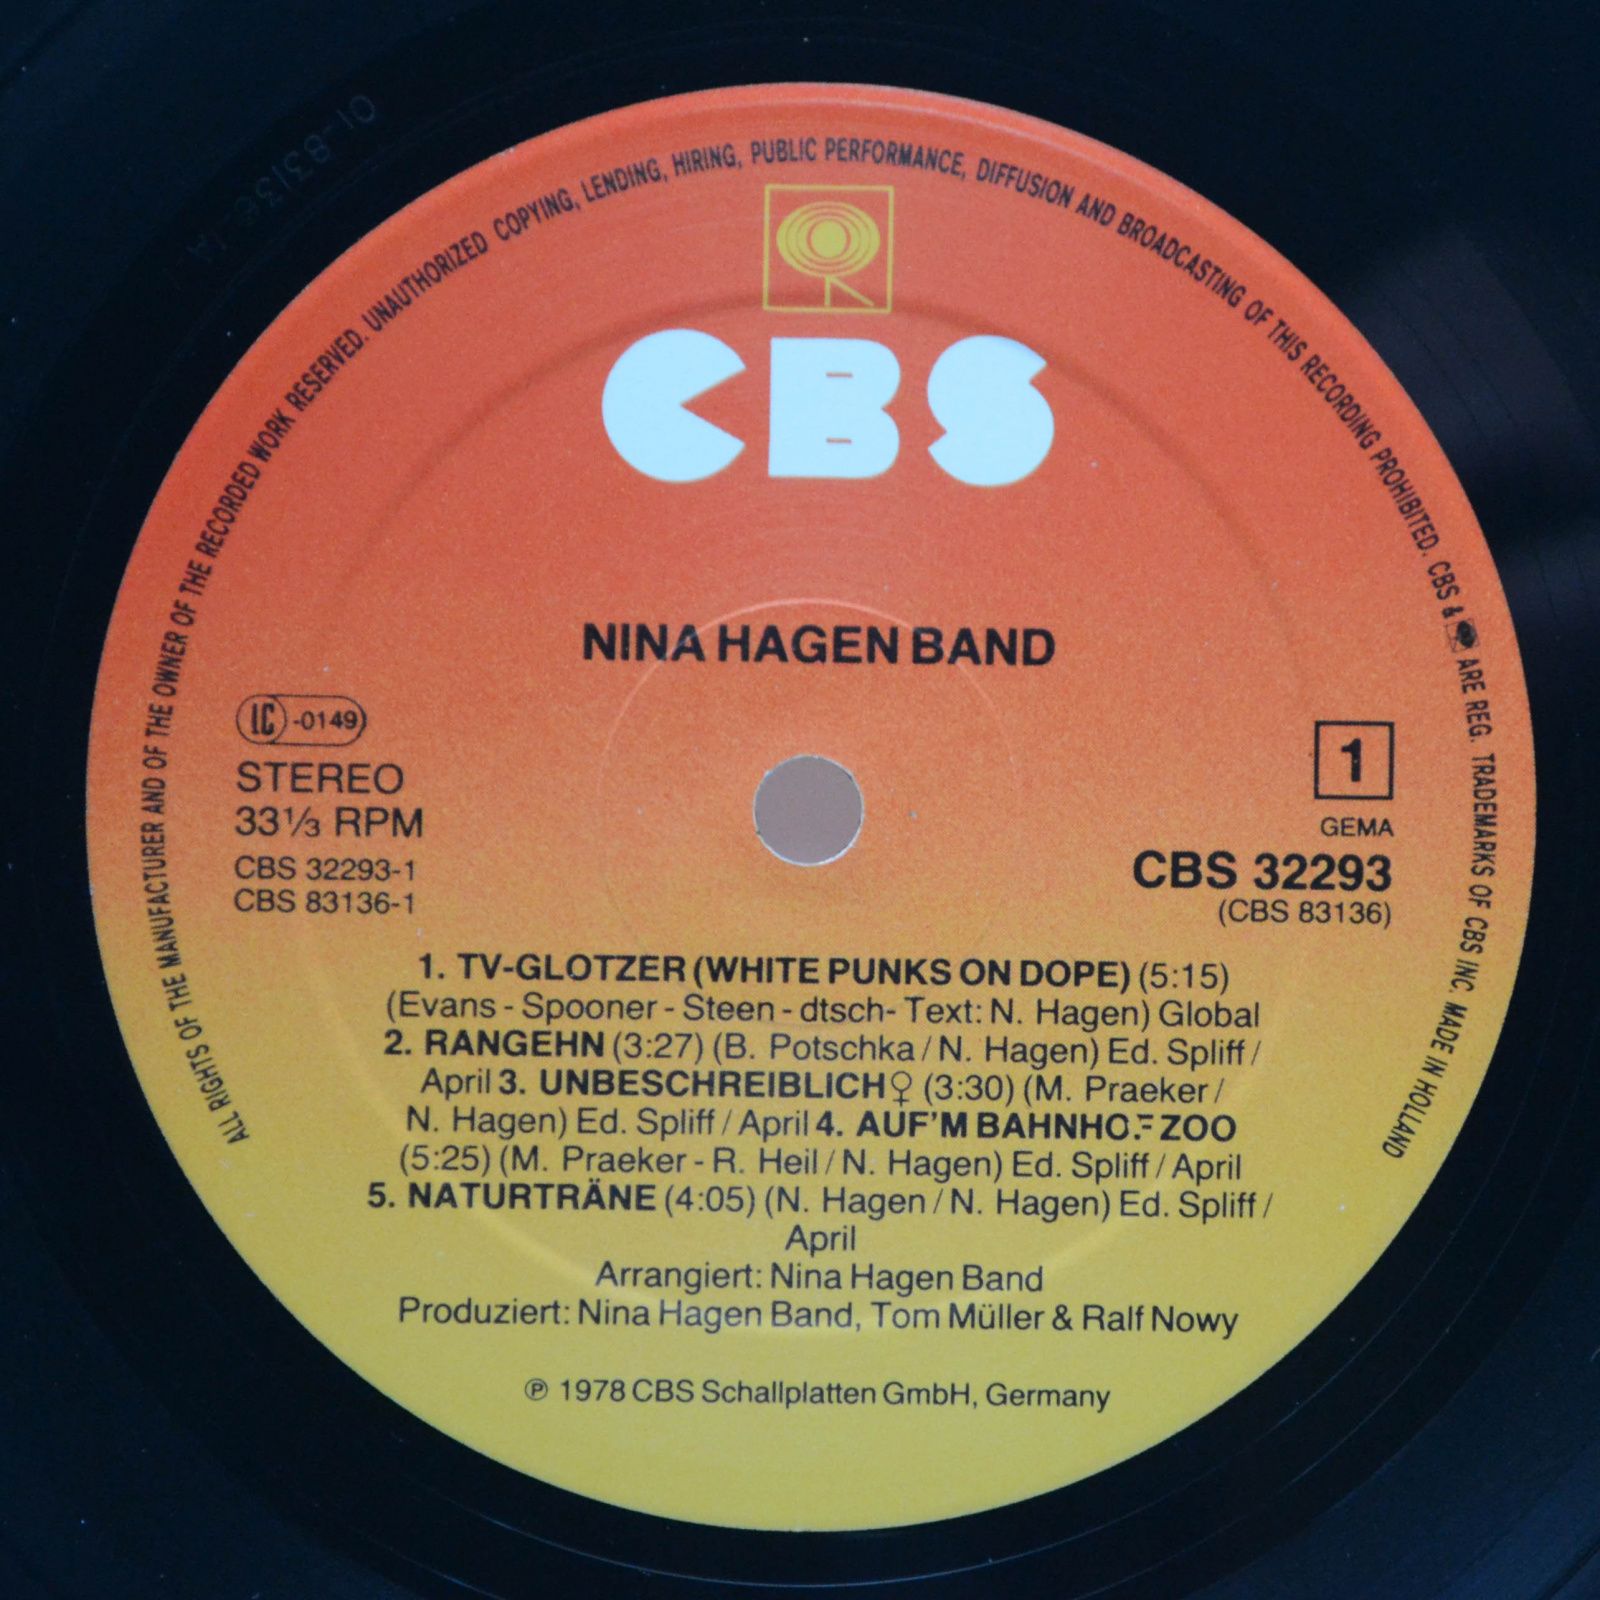 ALL RIGHTS OF THE MANUFACTURER AND OF THE OWNER OF THE RECORDED WORK RESERVED. UNAUTHORIZED COPYING, LENDING, HIRING, PUBLIC PERFORMANCE, DIFFUSION AND BROADCASTING OF THIS RECORDING PROHIBITED. CBS & ARE REG. TRADEMARKS OF CBS INC. MADE IN HOLLAND
CBS
NINA HAGEN BAND
LC -0149
STEREO
33⅓ RPM
CBS 32293-1
CBS 83136-1
1
GEMA
CBS 32293
(CBS 83136)
1. TV-GLOTZER (WHITE PUNKS ON DOPE) (5:15)
(Evans - Spooner - Steen - dtsch- Text: N. Hagen) Global
2. RANGEHN (3:27) (B. Potschka / N. Hagen) Ed. Spliff /
April 3. UNBESCHREIBLICH♀ (3:30) (M. Praeker /
N. Hagen) Ed. Spliff / April 4. AUF'M BAHNHOF ZOO
(5:25) (M. Praeker - R. Heil / N. Hagen) Ed. Spliff / April
5. NATURTRÄNE (4:05) (N. Hagen / N. Hagen) Ed. Spliff /
April
Arrangiert: Nina Hagen Band
Produziert: Nina Hagen Band, Tom Müller & Ralf Nowy
℗ 1978 CBS Schallplatten GmbH, Germany